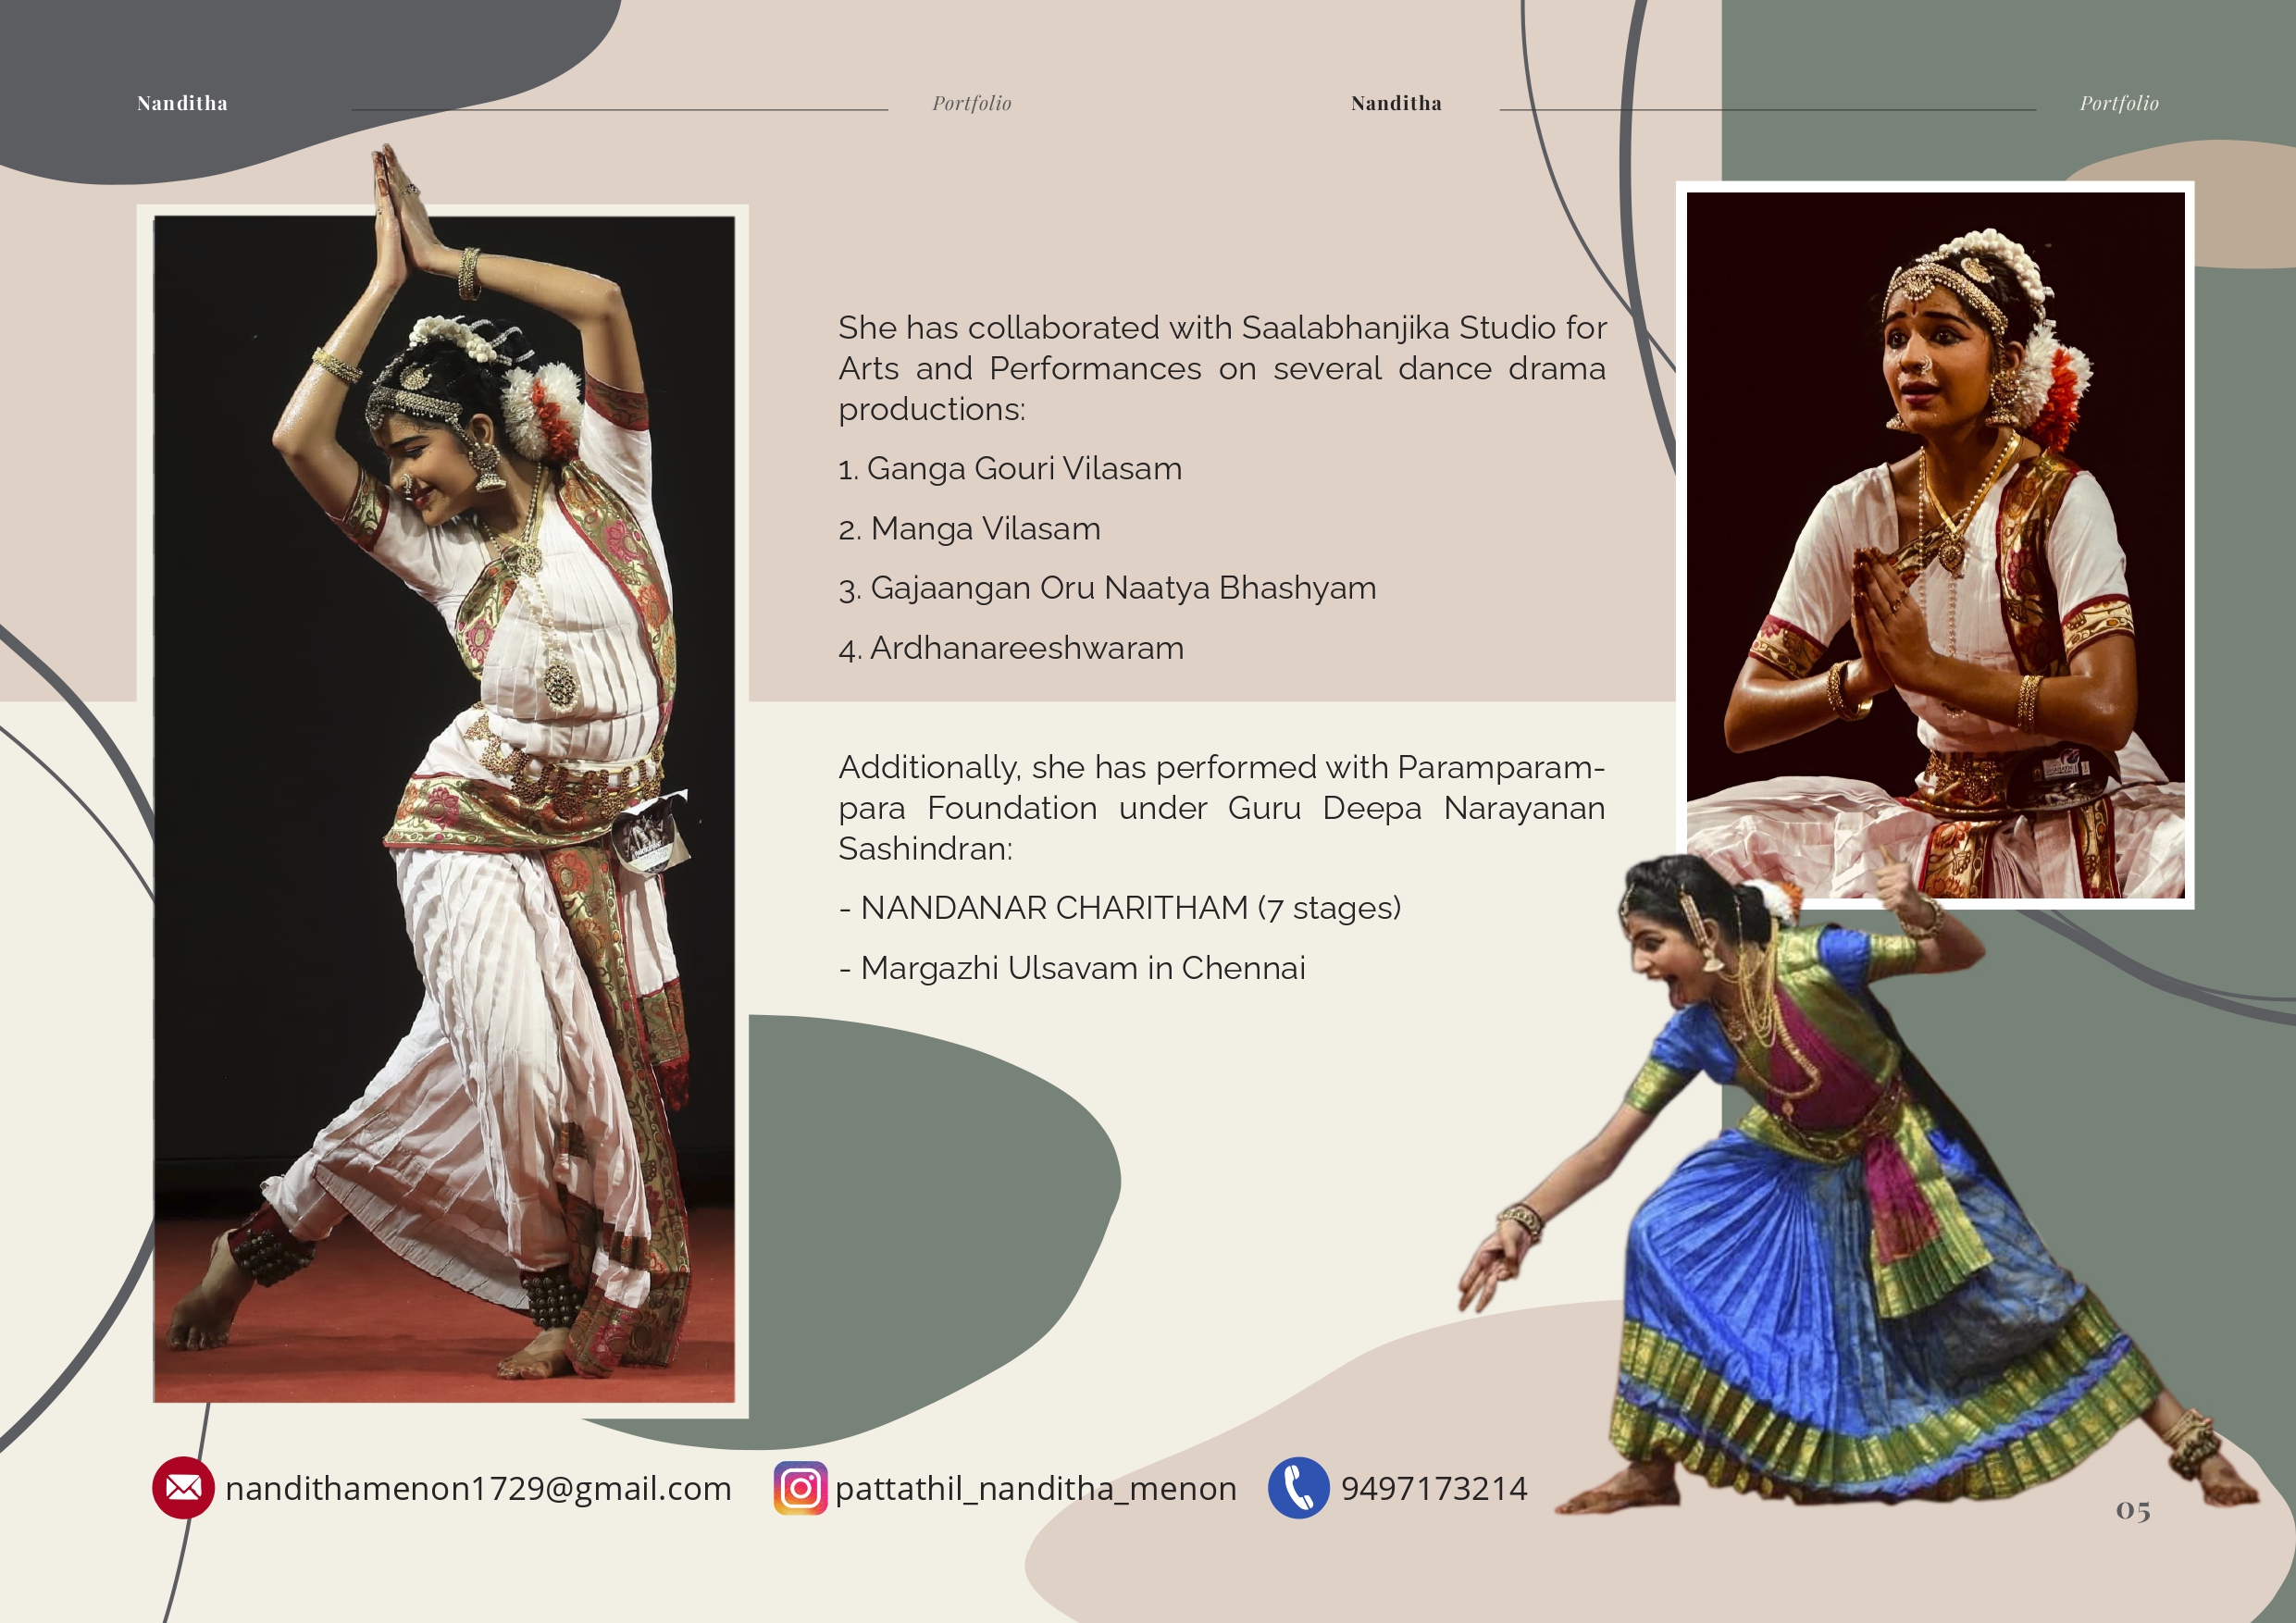 Nanditha
Portfolio
Nanditha
Portfolio
She has collaborated with Saalabhanjika Studio for
Arts and Performances on several dance drama
productions:
1. Ganga Gouri Vilasam
2. Manga Vilasam
3. Gajaangan Oru Naatya Bhashyam
4. Ardhanareeshwaram
Additionally, she has performed with Paramparam-
para Foundation under Guru Deepa Narayanan
Sashindran:
- NANDANAR CHARITHAM (7 stages)
- Margazhi Ulsavam in Chennai
nandithamenon1729@gmail.com
pattathil_nanditha_menon
9497173214
05